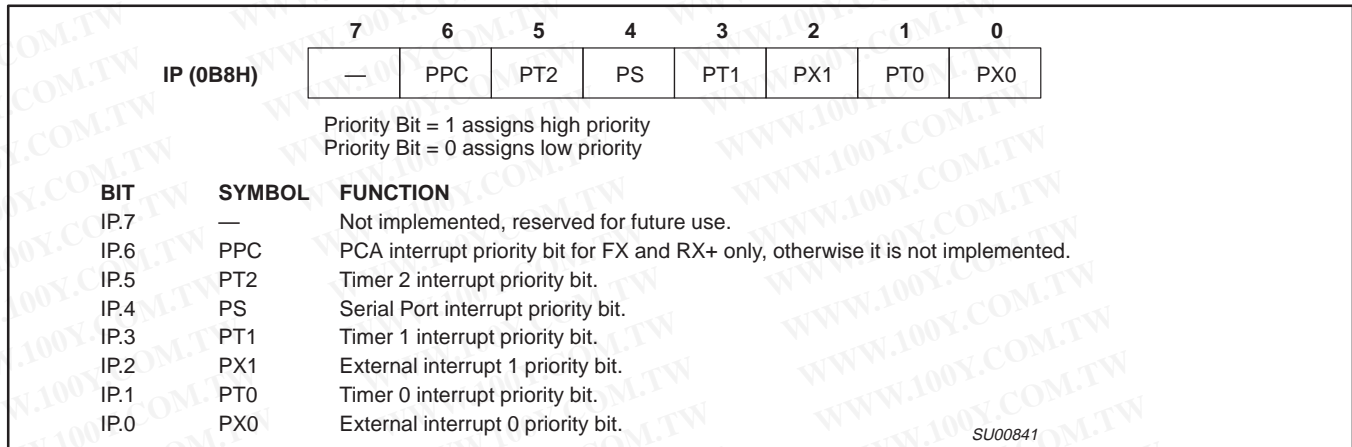 7 6 5 4 3 2 1 0
IP (0B8H) — PPC PT2 PS PT1 PX1 PT0 PX0
Priority Bit = 1 assigns high priority
Priority Bit = 0 assigns low priority
BIT SYMBOL FUNCTION
IP.7 — Not implemented, reserved for future use.
IP.6 PPC PCA interrupt priority bit for FX and RX+ only, otherwise it is not implemented.
IP.5 PT2 Timer 2 interrupt priority bit.
IP.4 PS Serial Port interrupt priority bit.
IP.3 PT1 Timer 1 interrupt priority bit.
IP.2 PX1 External interrupt 1 priority bit.
IP.1 PT0 Timer 0 interrupt priority bit.
IP.0 PX0 External interrupt 0 priority bit.
SU00841
WWW.100Y.COM.TW